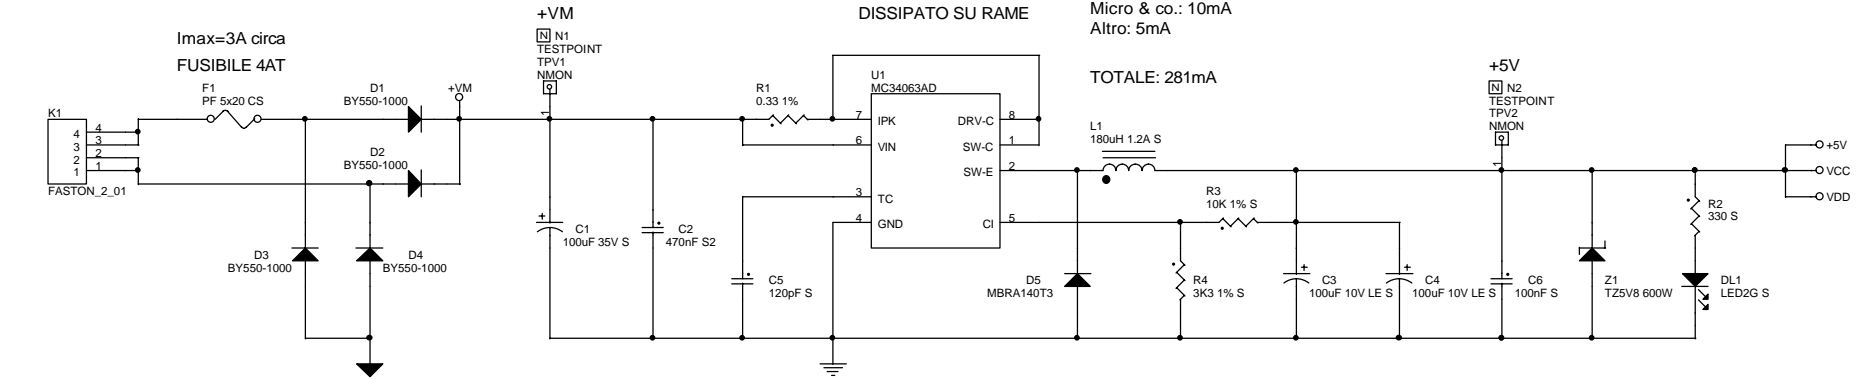 +VM
DISSIPATO SU RAME
Micro & co.: 10mA
Altro: 5mA
TOTALE: 281mA
Imax=3A circa
FUSIBILE 4AT
F1
PF 5x20 CS
D1
BY550-1000
+VM
K1
4
3
2
1
4
3
2
1
FASTON_2_01
D2
BY550-1000
D3
BY550-1000
D4
BY550-1000
N N1
TESTPOINT
TPV1
NMON
1
C1
100uF 35V S
C2
470nF S2
R1
0.33 1%
C5
120pF S
U1
MC34063AD
7
IPK
6
VIN
3
TC
4
GND
DRV-C
8
SW-C
1
SW-E
2
CI
5
D5
MBRA140T3
L1
180uH 1.2A S
R3
10K 1% S
R4
3K3 1% S
C3
100uF 10V LE S
C4
100uF 10V LE S
+5V
N N2
TESTPOINT
TPV2
NMON
1
C6
100nF S
Z1
TZ5V8 600W
R2
330 S
DL1
LED2G S
+5V
VCC
VDD